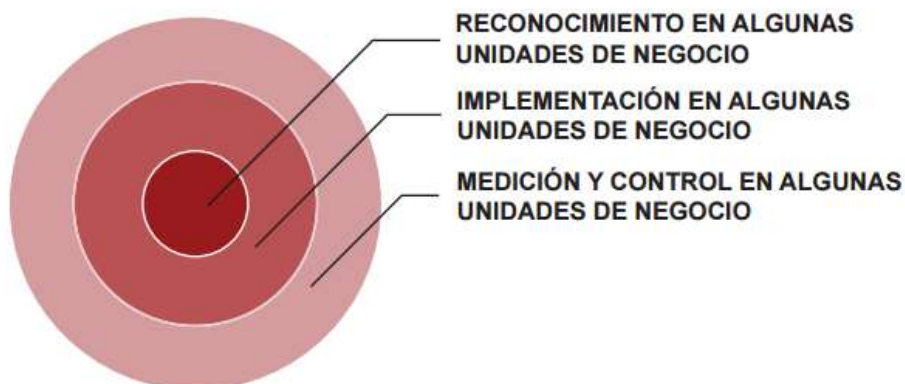 RECONOCIMIENTO EN ALGUNAS
UNIDADES DE NEGOCIO
IMPLEMENTACIÓN EN ALGUNAS
UNIDADES DE NEGOCIO
MEDICIÓN Y CONTROL EN ALGUNAS
UNIDADES DE NEGOCIO